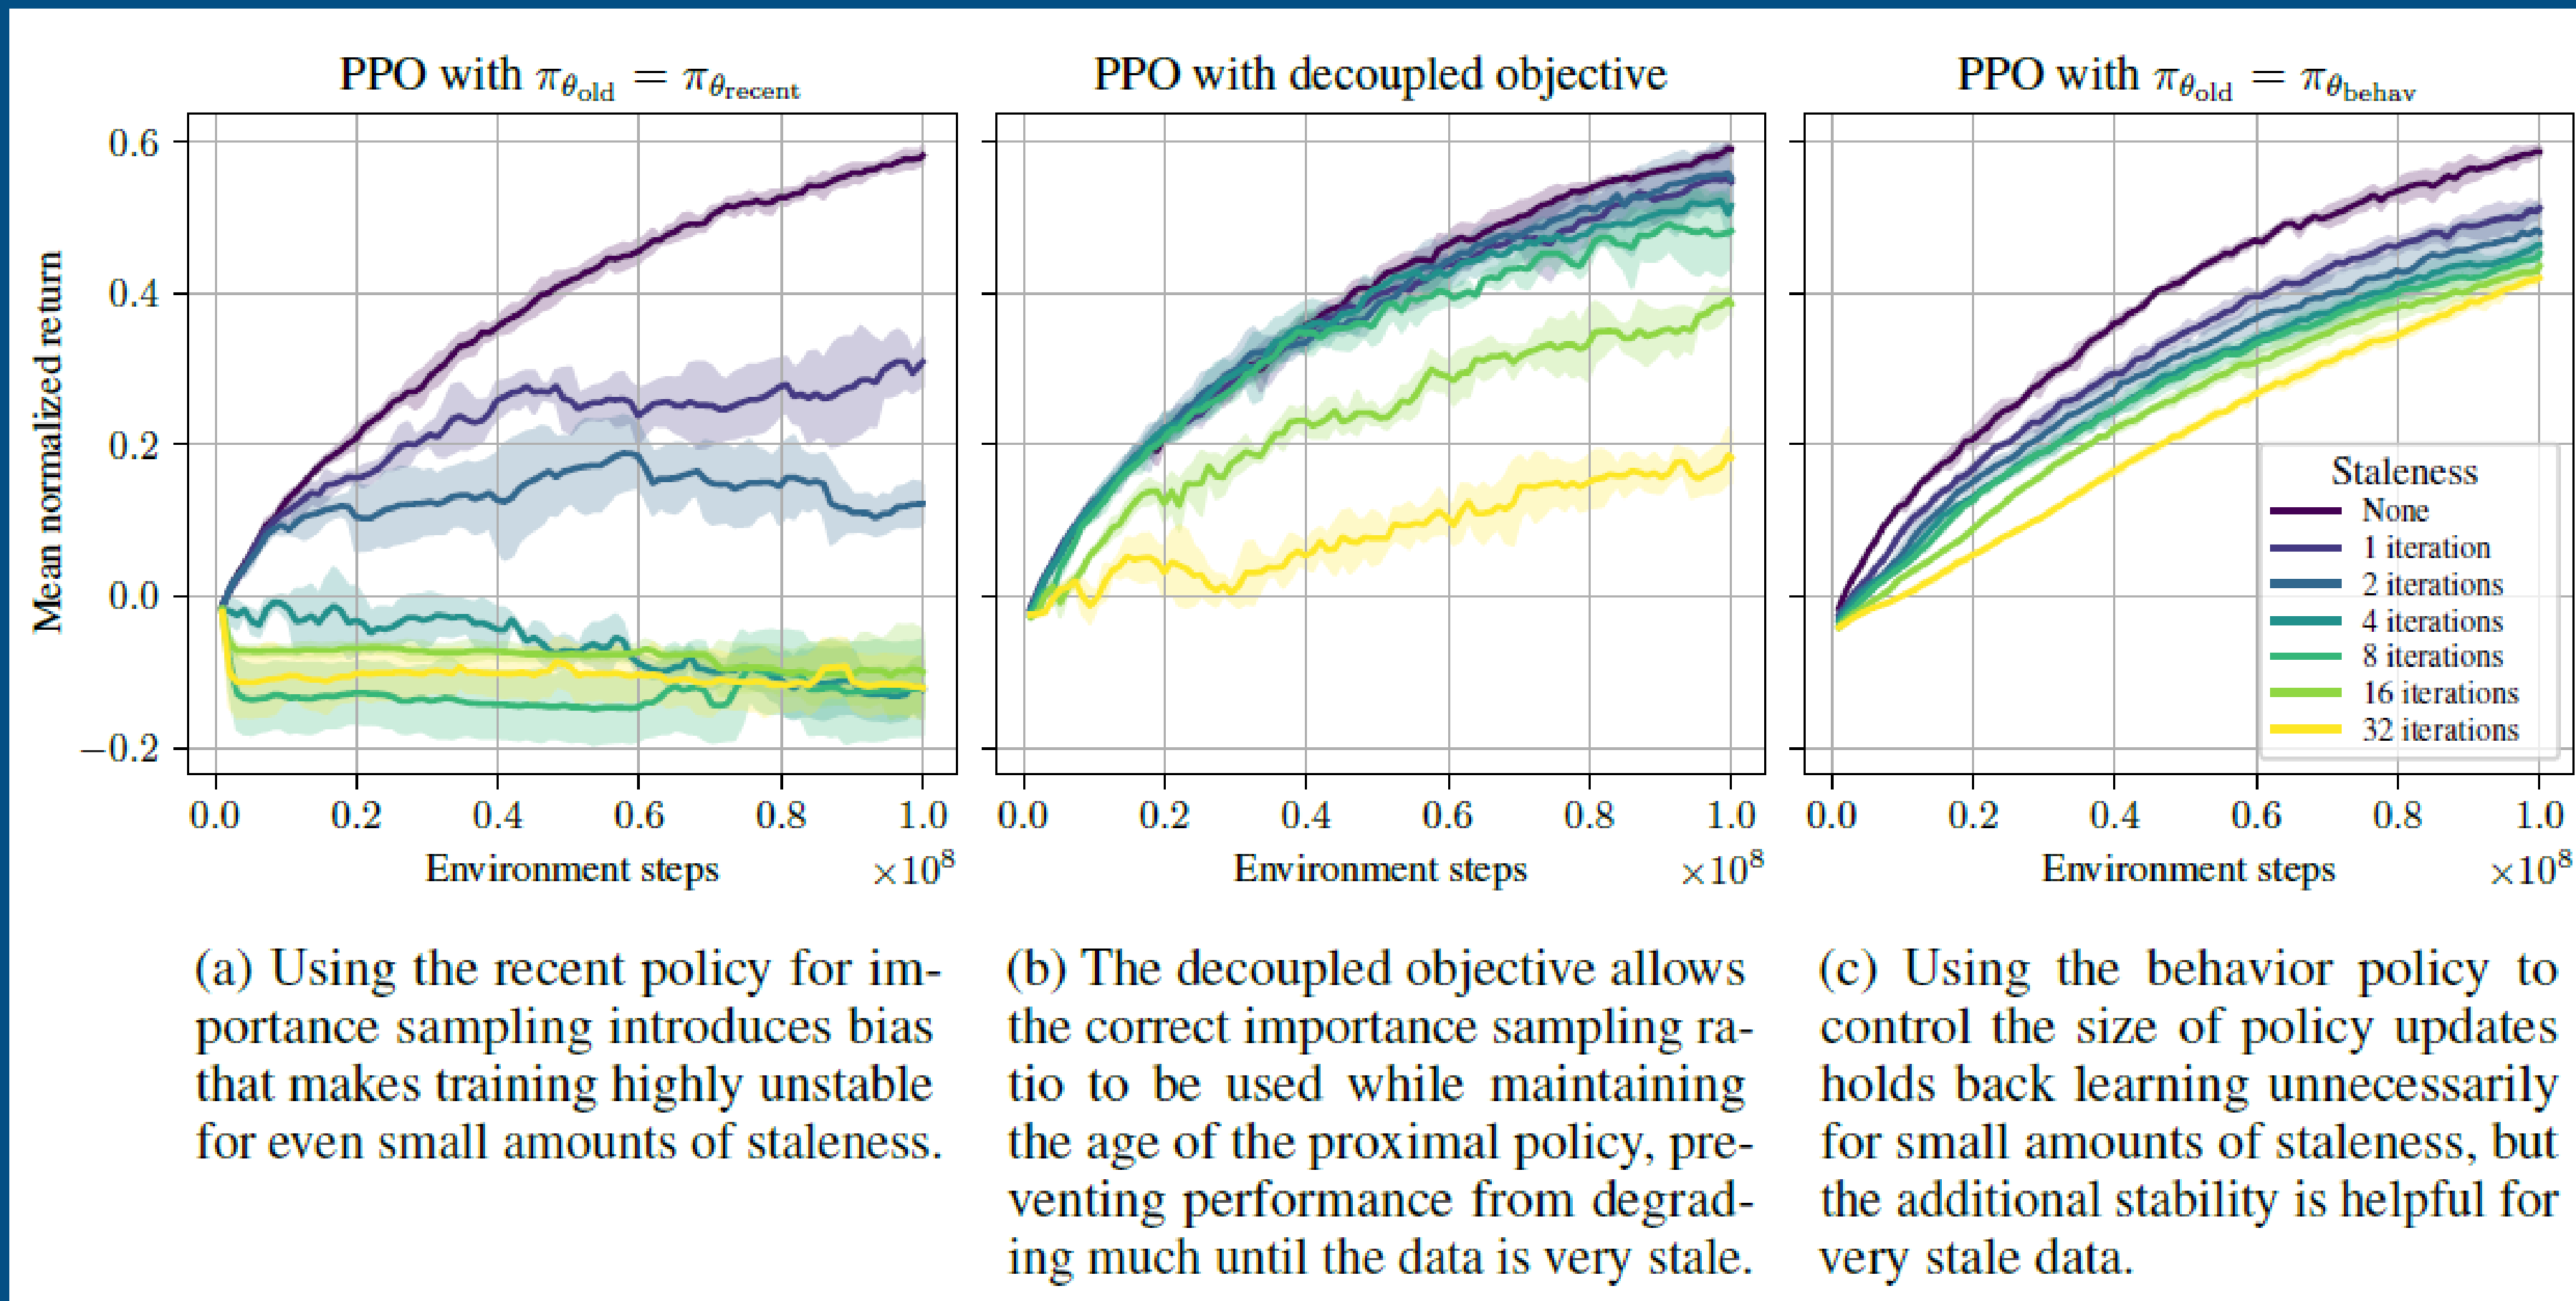 PPO with π_θold = π_θrecent
PPO with decoupled objective
PPO with π_θold = π_θbehav
Mean normalized return
0.6
0.4
0.2
0.0
−0.2
0.0 0.2 0.4 0.6 0.8 1.0
Environment steps ×10⁸
0.0 0.2 0.4 0.6 0.8 1.0
Environment steps ×10⁸
0.0 0.2 0.4 0.6 0.8 1.0
Environment steps ×10⁸
Staleness
None
1 iteration
2 iterations
4 iterations
8 iterations
16 iterations
32 iterations
(a) Using the recent policy for im-
portance sampling introduces bias
that makes training highly unstable
for even small amounts of staleness.
(b) The decoupled objective allows
the correct importance sampling ra-
tio to be used while maintaining
the age of the proximal policy, pre-
venting performance from degrad-
ing much until the data is very stale.
(c) Using the behavior policy to
control the size of policy updates
holds back learning unnecessarily
for small amounts of staleness, but
the additional stability is helpful for
very stale data.